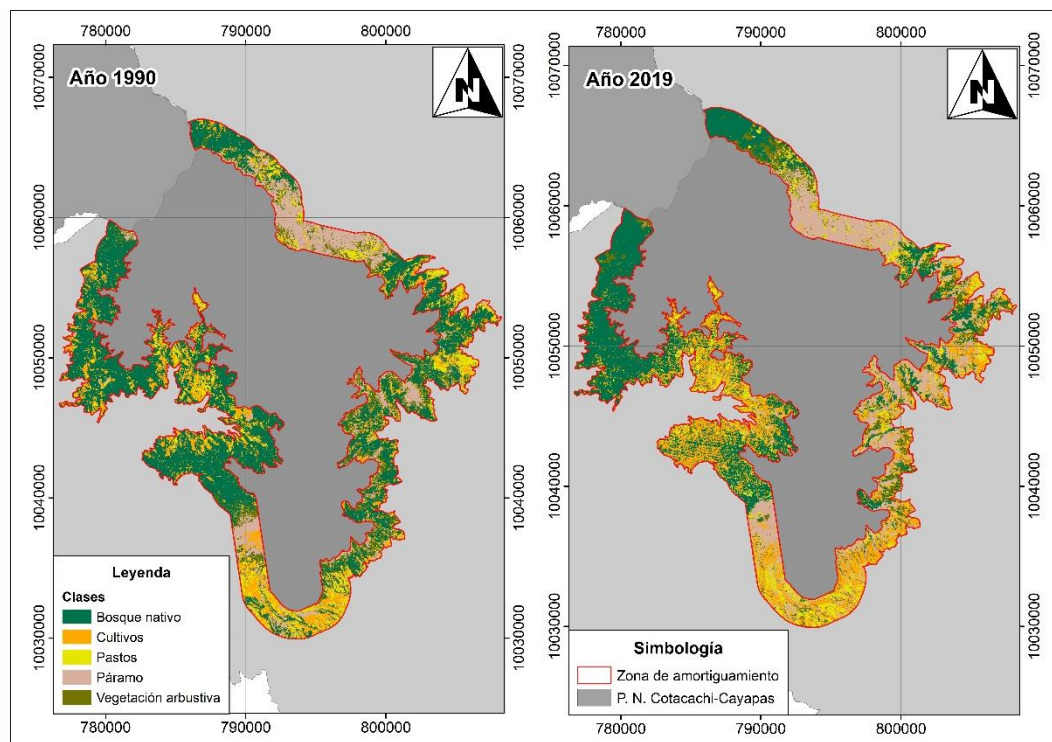 780000 790000 800000
Año 1990
N
10070000
10060000
10050000
10040000
10030000
10070000
10060000
10050000
10040000
10030000
Leyenda
Clases
Bosque nativo
Cultivos
Pastos
Páramo
Vegetación arbustiva
780000 790000 800000
780000 790000 800000
Año 2019
N
10070000
10060000
10050000
10040000
10030000
10070000
10060000
10050000
10040000
10030000
Simbología
Zona de amortiguamiento
P. N. Cotacachi-Cayapas
780000 790000 800000